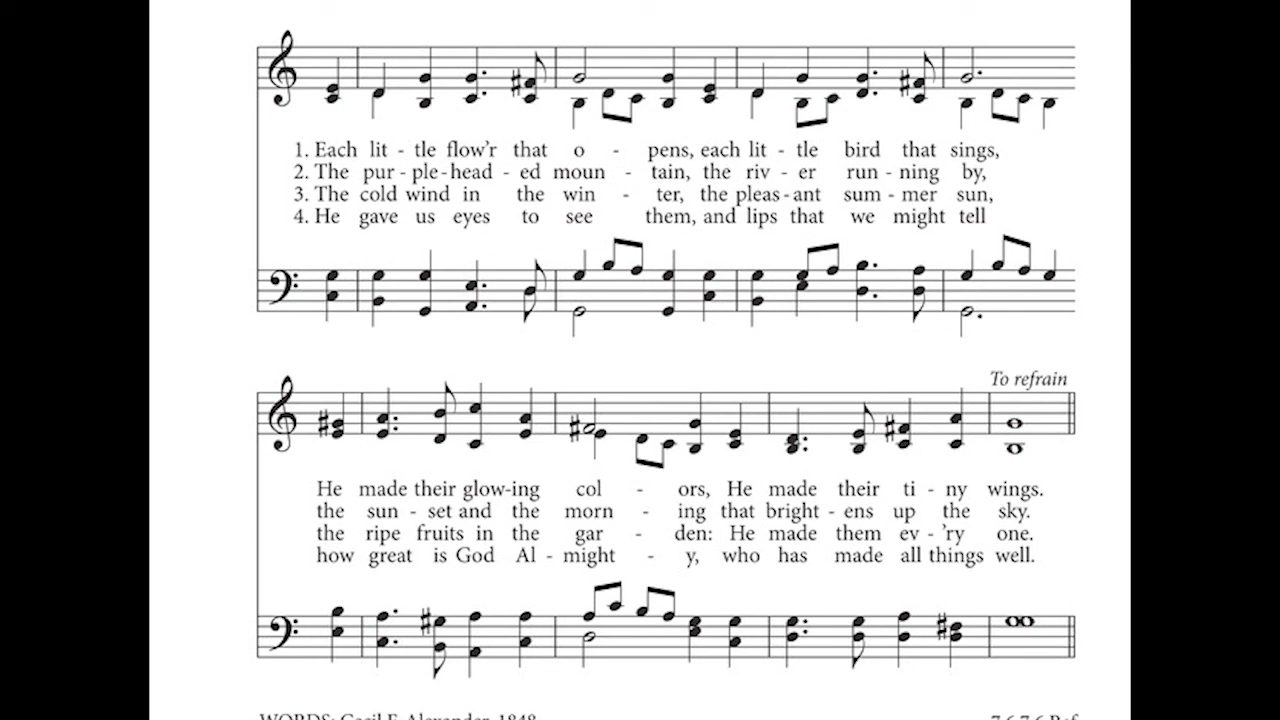 1. Each lit - tle flow'r that o - pens, each lit - tle bird that sings,
2. The pur - ple - head - ed moun - tain, the riv - er run - ning by,
3. The cold wind in the win - ter, the pleas - ant sum - mer sun,
4. He gave us eyes to see them, and lips that we might tell
To refrain
He made their glow-ing col - ors, He made their ti - ny wings.
the sun - set and the morn - ing that bright - ens up the sky.
the ripe fruits in the gar - den: He made them ev - 'ry one.
how great is God Al - might - y, who has made all things well.
WORDS: Cecil F. Alexander, 1848
7.6.7.6.Ref